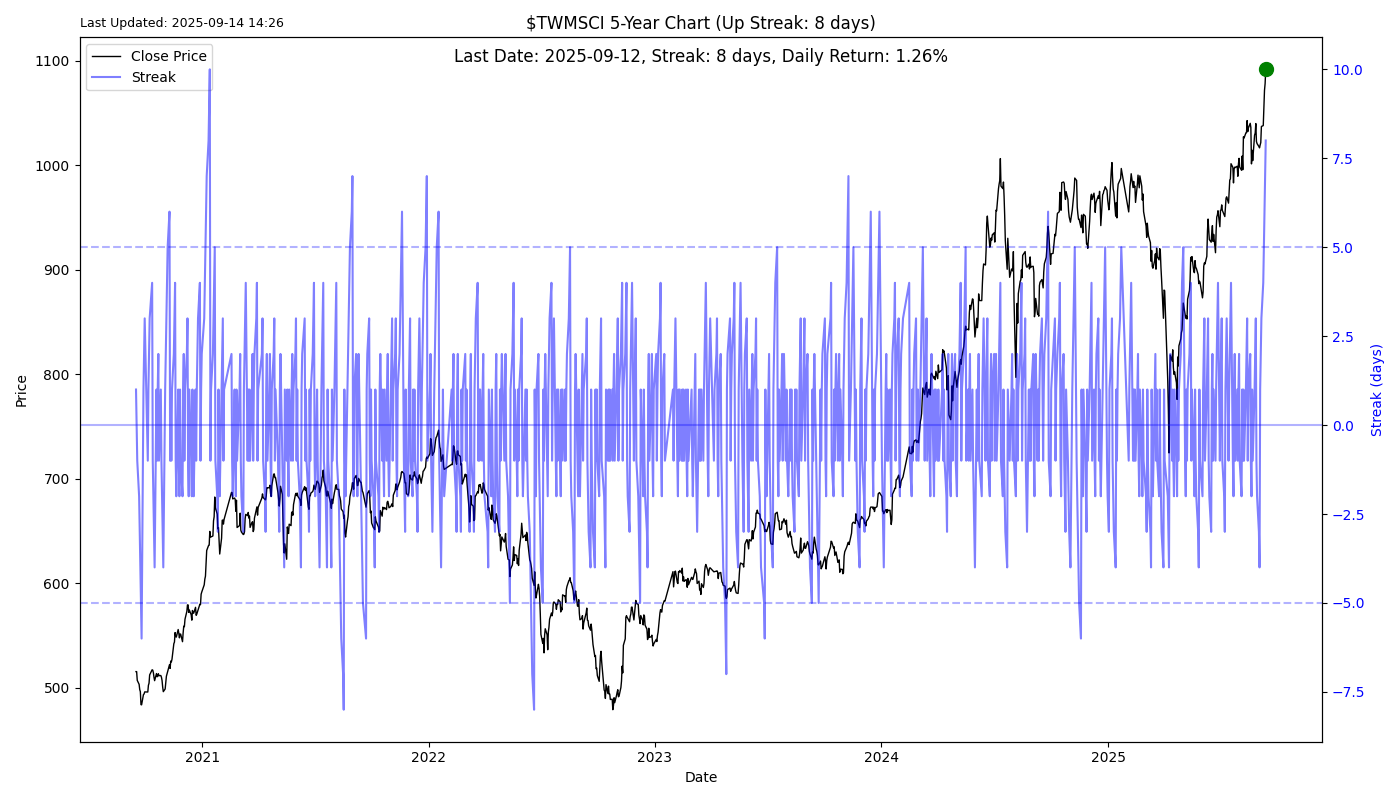 Last Updated: 2025-09-14 14:26
$TWMSCI 5-Year Chart (Up Streak: 8 days)
Last Date: 2025-09-12, Streak: 8 days, Daily Return: 1.26%
Close Price
Streak
1100
1000
900
800
700
600
500
Price
10.0
7.5
5.0
2.5
0.0
−2.5
−5.0
−7.5
Streak (days)
2021
2022
2023
2024
2025
Date